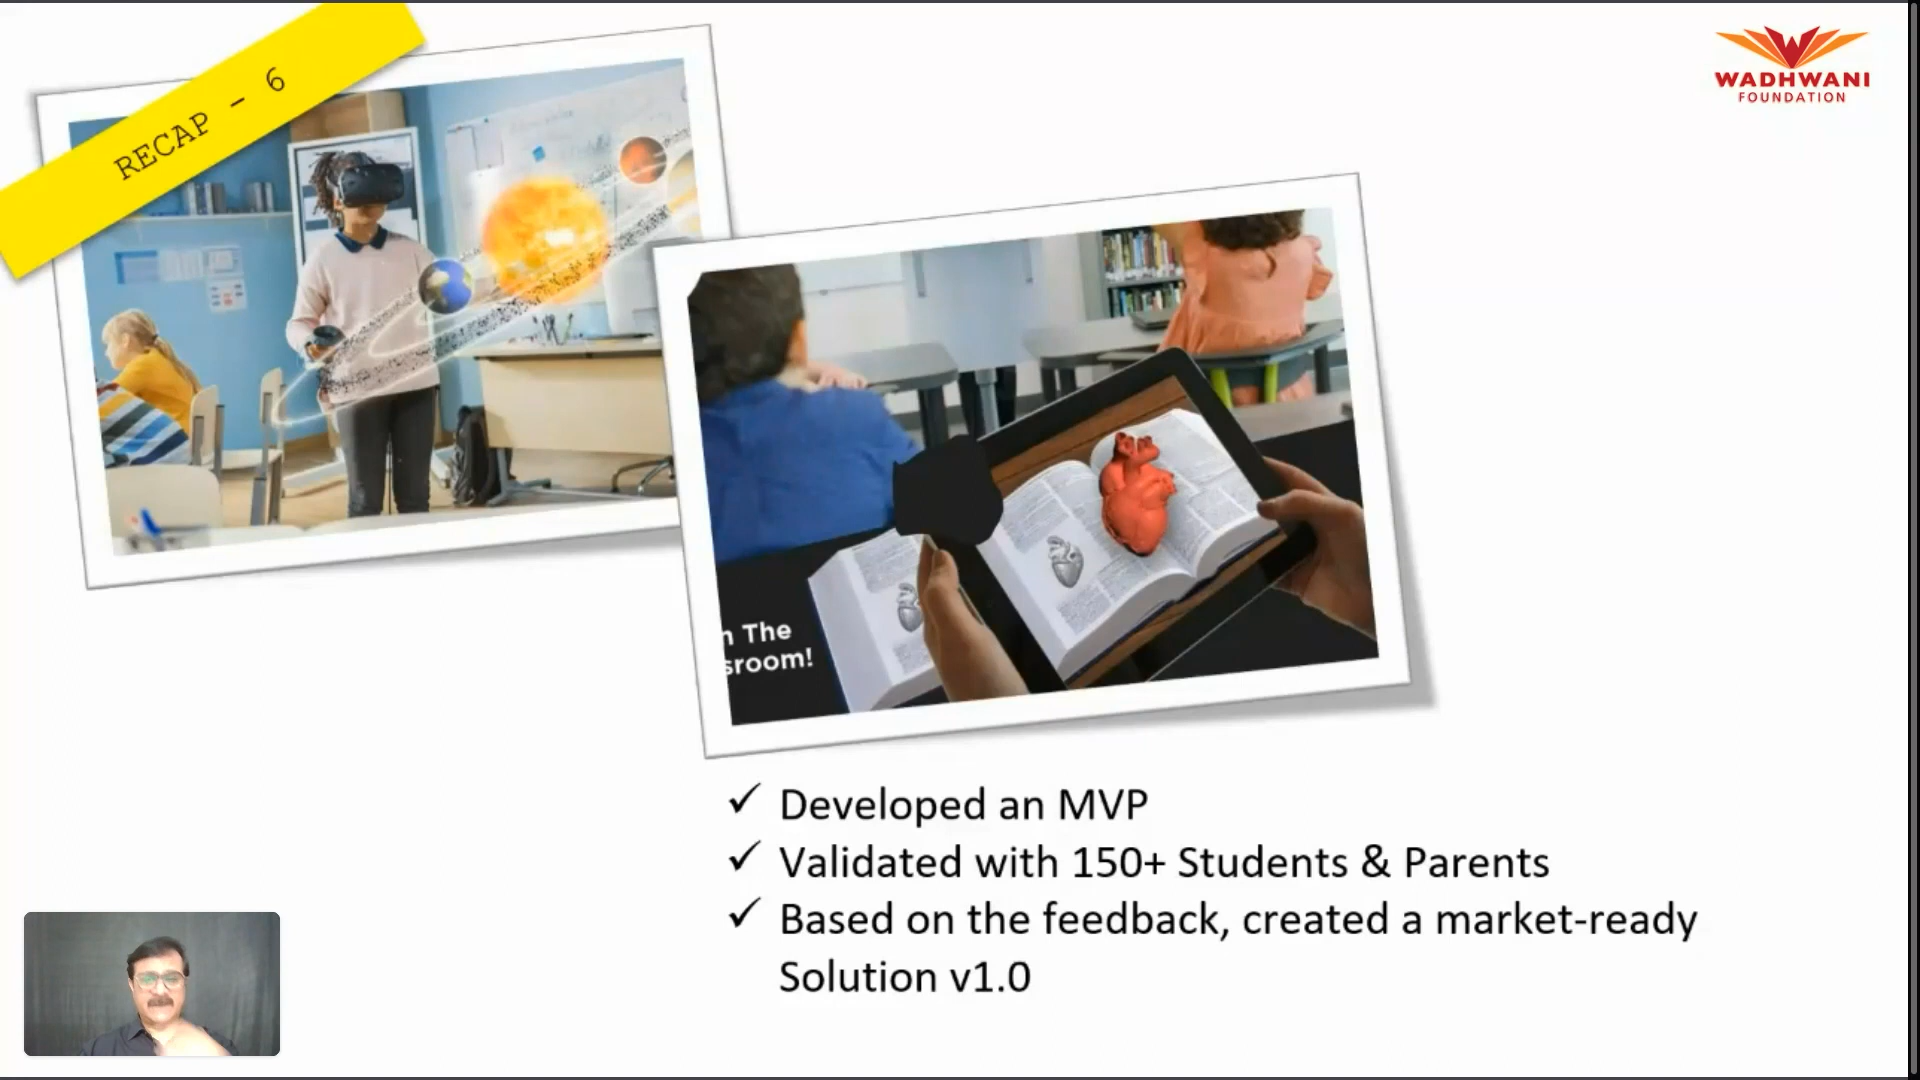 RECAP - 6
WADHWANI
FOUNDATION
n The
sroom!
✓ Developed an MVP
✓ Validated with 150+ Students & Parents
✓ Based on the feedback, created a market-ready
Solution v1.0